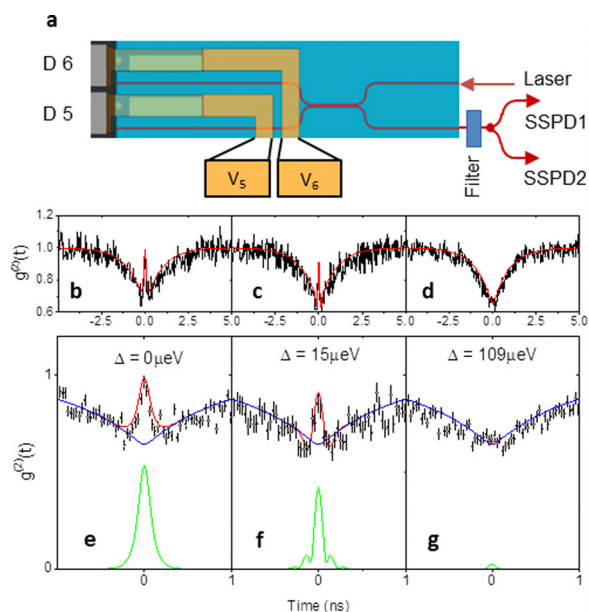 a
D 6
D 5
Laser
SSPD1
SSPD2
Filter
V5
V6
g(2)(t)
1.2
1.0
0.8
0.6
b
c
d
-2.5 0.0 2.5 5.0
-2.5 0.0 2.5 5.0
-2.5 0.0 2.5 5.0
g(2)(t)
1
0
Δ = 0μeV
Δ = 15μeV
Δ = 109μeV
e
f
g
0 1 0 1 0 1
Time (ns)